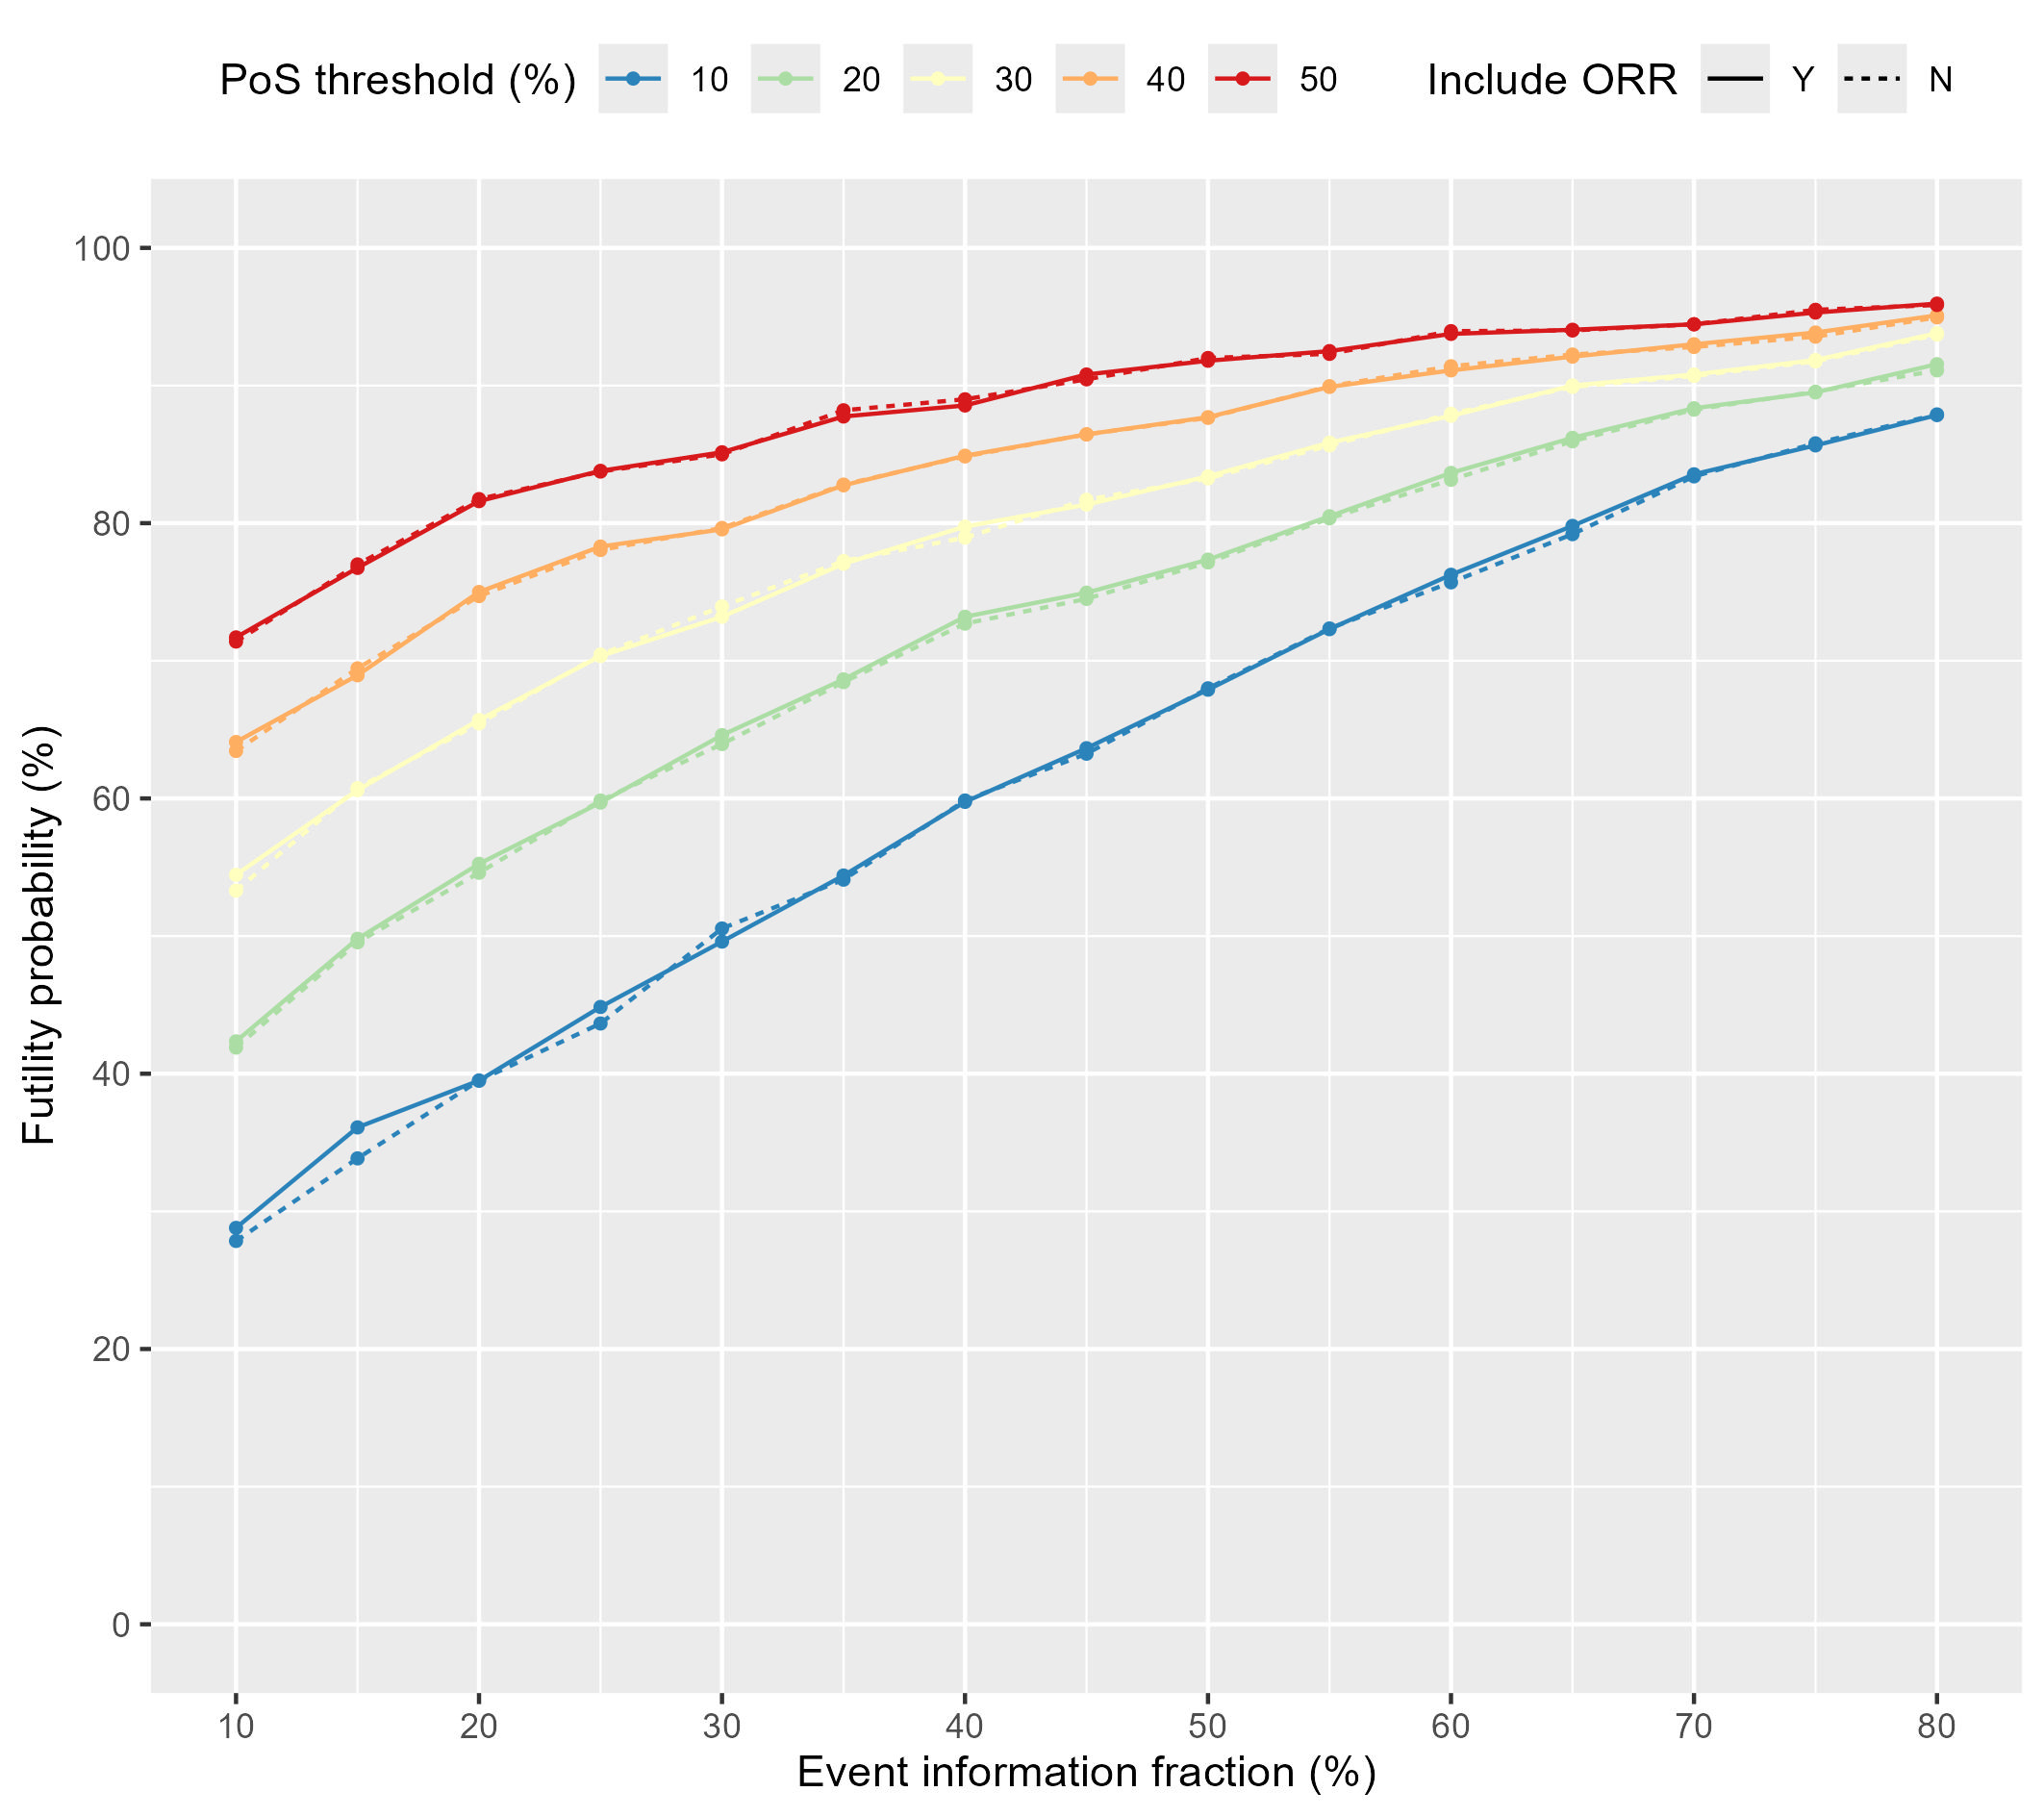 PoS threshold (%) 10 20 30 40 50 Include ORR Y N
100
80
60
40
20
0
Futility probability (%)
10 20 30 40 50 60 70 80
Event information fraction (%)